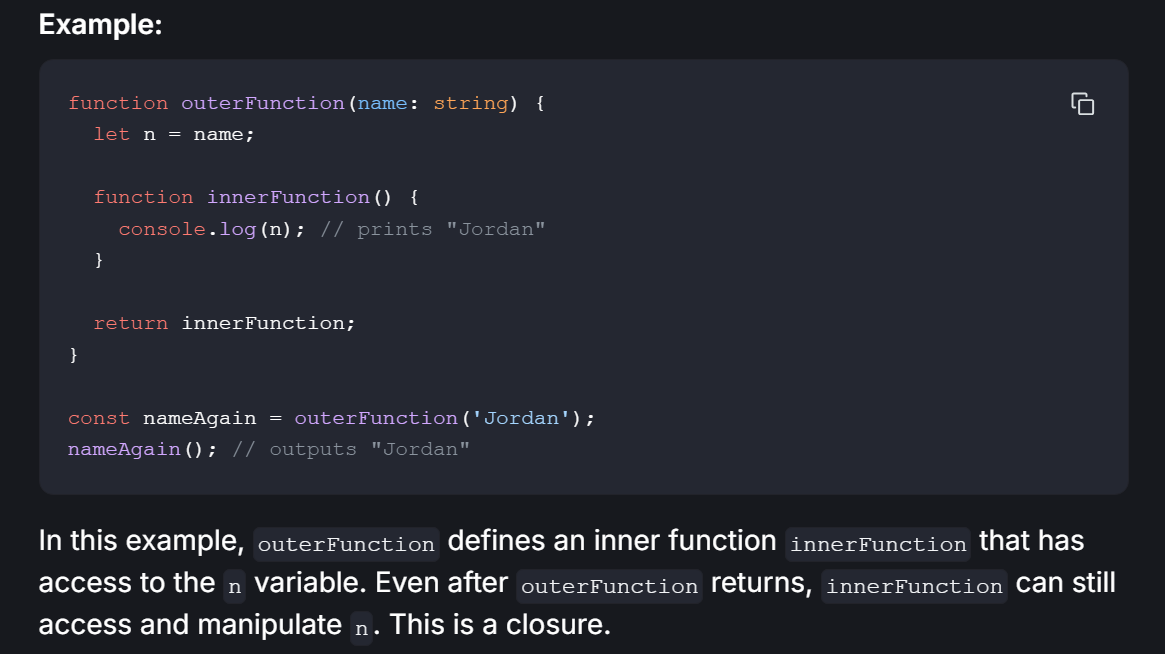 Example:
function outerFunction(name: string) {
  let n = name;
  function innerFunction() {
    console.log(n); // prints "Jordan"
  }
  return innerFunction;
}
const nameAgain = outerFunction('Jordan');
nameAgain(); // outputs "Jordan"
In this example, outerFunction defines an inner function innerFunction that has
access to the n variable. Even after outerFunction returns, innerFunction can still
access and manipulate n. This is a closure.